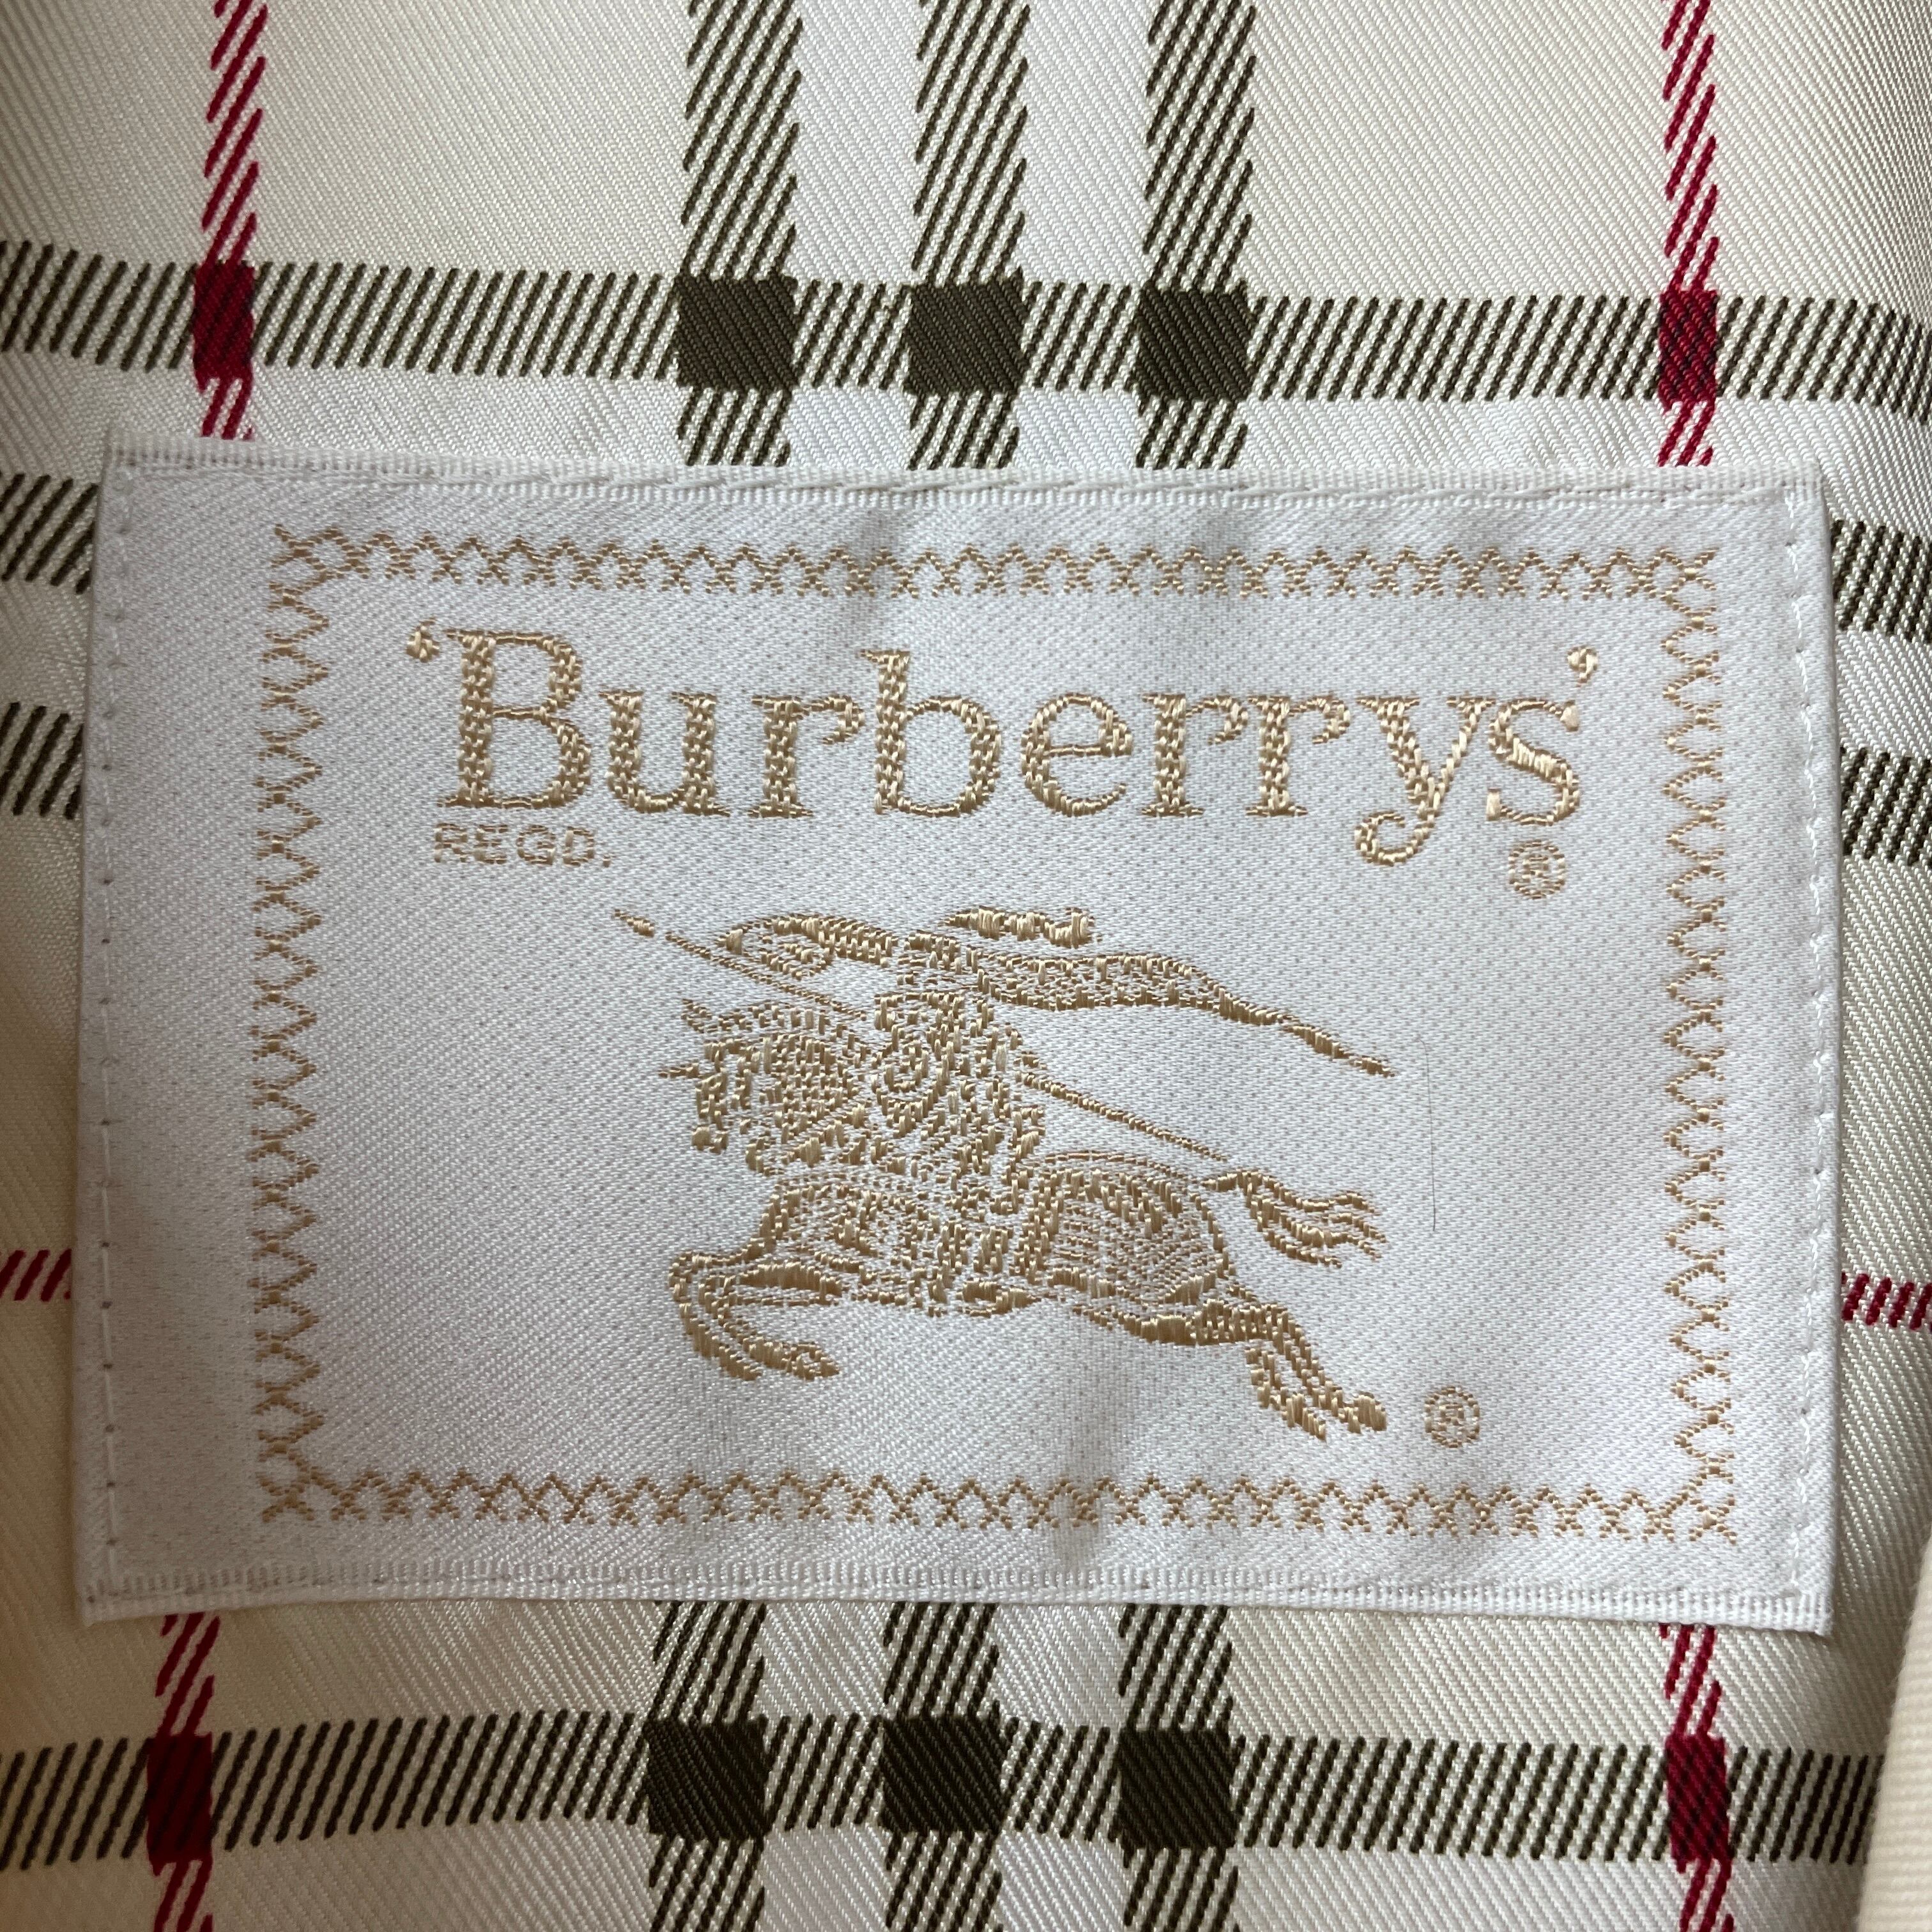 ‘Burberrys’
REGD. ®
®